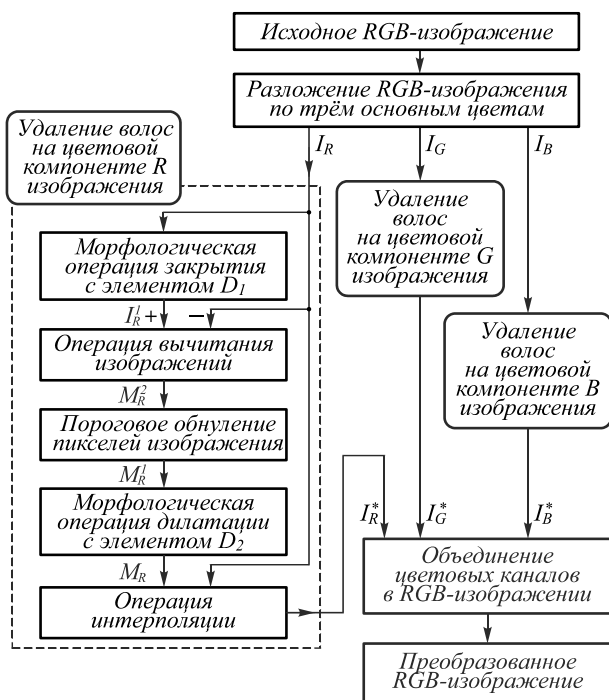 Исходное RGB-изображение
Разложение RGB-изображения
по трём основным цветам
Удаление волос
на цветовой
компоненте R
изображения
I_R
I_G
I_B
Удаление
волос
на цветовой
компоненте G
изображения
Морфологическая
операция закрытия
с элементом D_1
I_R^1 + −
Операция вычитания
изображений
Удаление
волос
на цветовой
компоненте B
изображения
M_R^2
Пороговое обнуление
пикселей изображения
M_R^1
Морфологическая
операция дилатации
с элементом D_2
M_R
Операция
интерполяции
I_R^*
I_G^*
I_B^*
Объединение
цветовых каналов
в RGB-изображении
Преобразованное
RGB-изображение